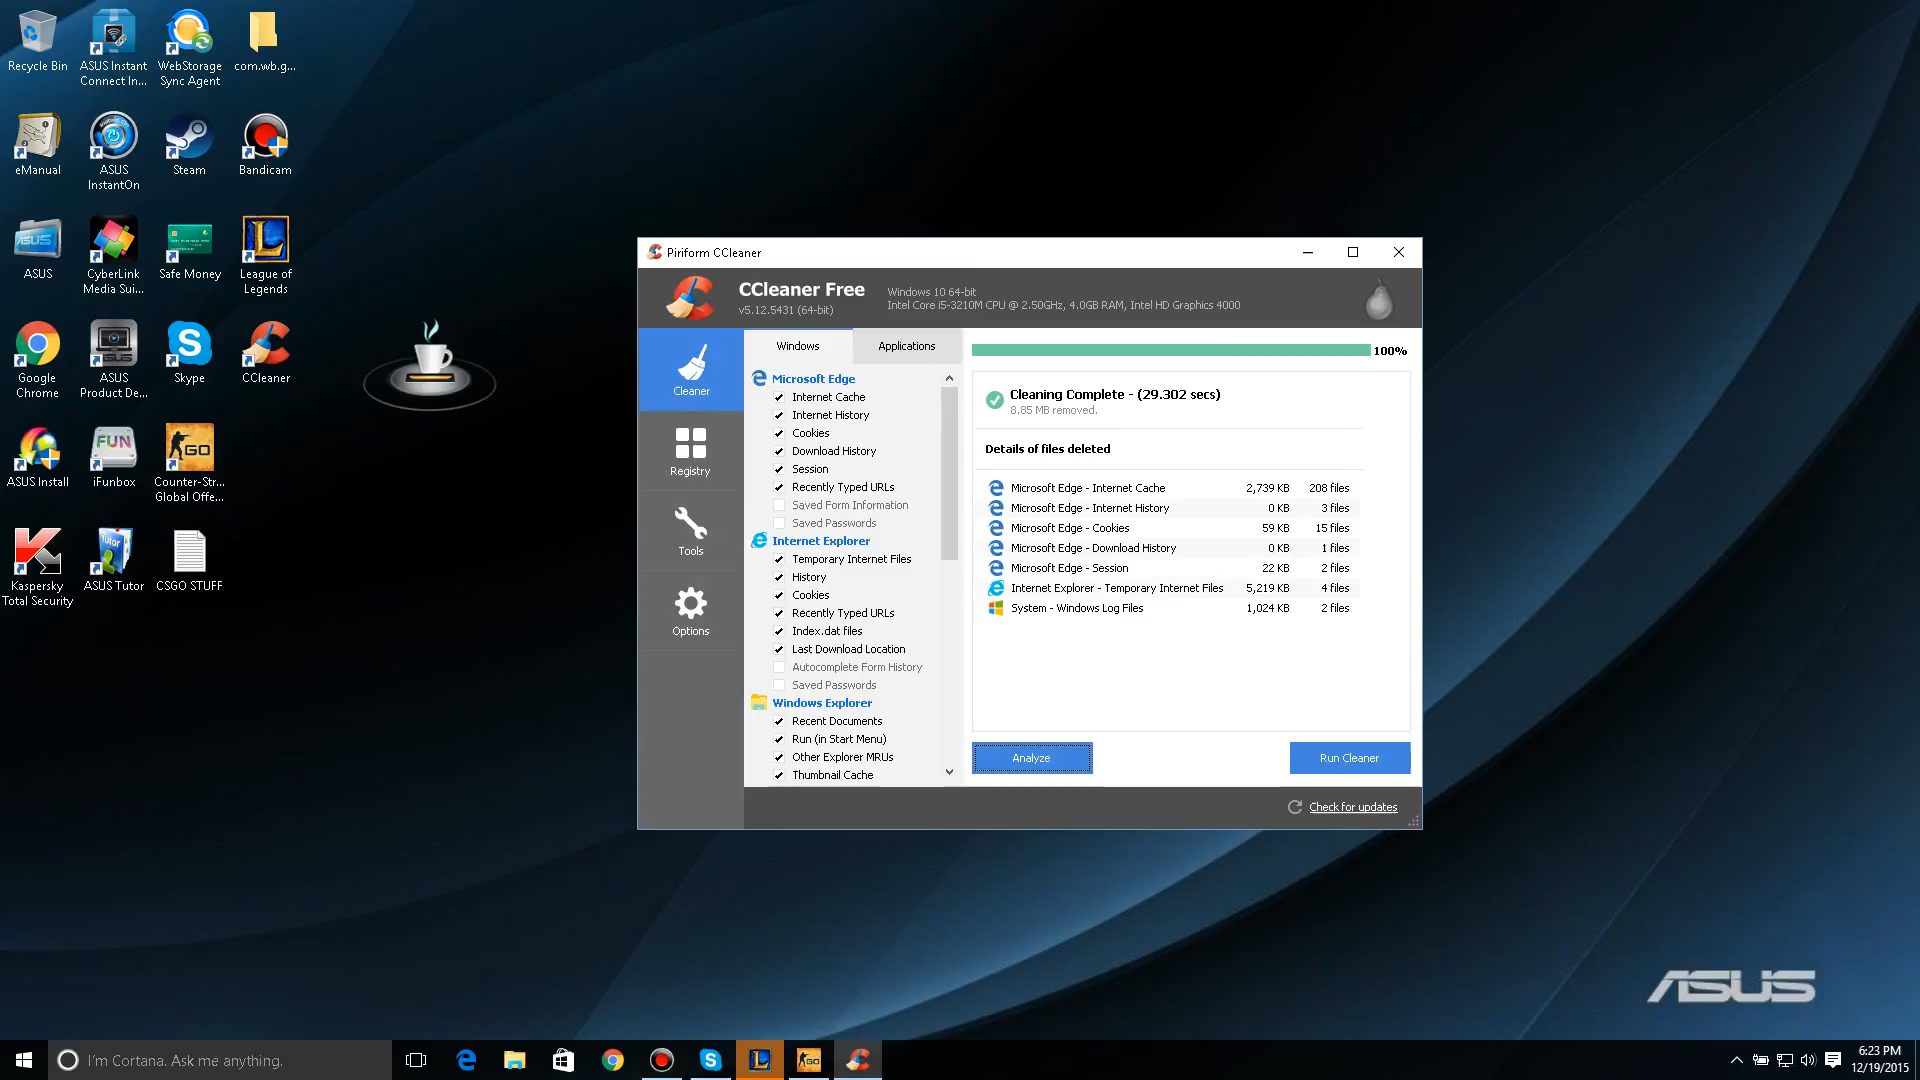 Recycle Bin
ASUS Instant
Connect In...
WebStorage
Sync Agent
com.wb.g...
eManual
ASUS
InstantOn
Steam
Bandicam
ASUS
CyberLink
Media Sui...
Safe Money
League of
Legends
Google
Chrome
ASUS
Product De...
Skype
CCleaner
ASUS Install
iFunbox
Counter-Str...
Global Offe...
Kaspersky
Total Security
ASUS Tutor
CSGO STUFF
Piriform CCleaner
CCleaner Free
v5.12.5431 (64-bit)
Windows 10 64-bit
Intel Core i5-3210M CPU @ 2.50GHz, 4.0GB RAM, Intel HD Graphics 4000
Cleaner
Registry
Tools
Options
Windows
Applications
Microsoft Edge
Internet Cache
Internet History
Cookies
Download History
Session
Recently Typed URLs
Saved Form Information
Saved Passwords
Internet Explorer
Temporary Internet Files
History
Cookies
Recently Typed URLs
Index.dat files
Last Download Location
Autocomplete Form History
Saved Passwords
Windows Explorer
Recent Documents
Run (in Start Menu)
Other Explorer MRUs
Thumbnail Cache
100%
Cleaning Complete - (29.302 secs)
8.85 MB removed.
Details of files deleted
Microsoft Edge - Internet Cache 2,739 KB 208 files
Microsoft Edge - Internet History 0 KB 3 files
Microsoft Edge - Cookies 59 KB 15 files
Microsoft Edge - Download History 0 KB 1 files
Microsoft Edge - Session 22 KB 2 files
Internet Explorer - Temporary Internet Files 5,219 KB 4 files
System - Windows Log Files 1,024 KB 2 files
Analyze
Run Cleaner
Check for updates
ASUS
I'm Cortana. Ask me anything.
6:23 PM
12/19/2015